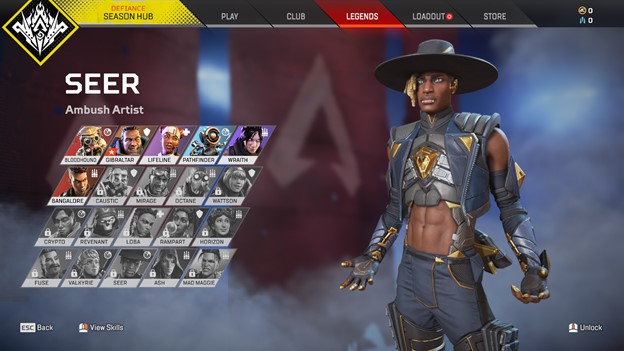 DEFIANCE
SEASON HUB
PLAY
CLUB
LEGENDS
LOADOUT
STORE
0
0
SEER
Ambush Artist
BLOODHOUND
GIBRALTAR
LIFELINE
PATHFINDER
WRAITH
BANGALORE
CAUSTIC
MIRAGE
OCTANE
WATTSON
CRYPTO
REVENANT
LOBA
RAMPART
HORIZON
FUSE
VALKYRIE
SEER
ASH
MAD MAGGIE
ESC Back
View Skills
Unlock